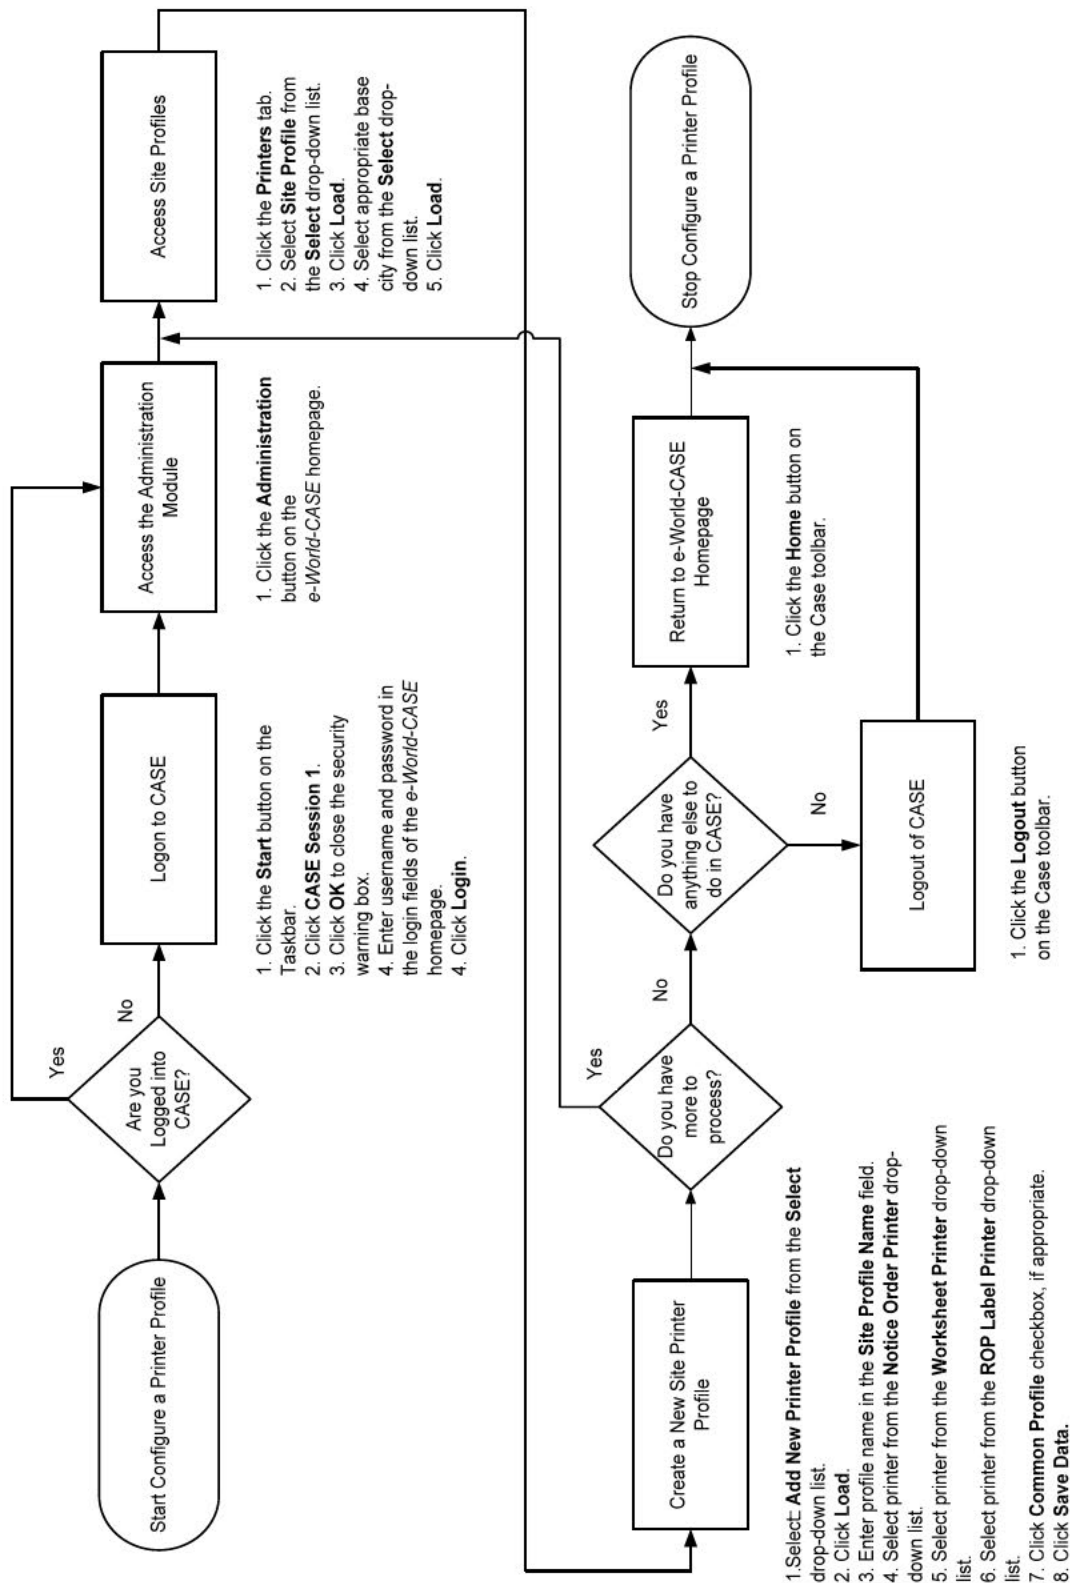 Start Configure a Printer Profile
Are you
Logged into
CASE?
Yes
No
Logon to CASE
1. Click the Start button on the
Taskbar.
2. Click CASE Session 1.
3. Click OK to close the security
warning box.
4. Enter username and password in
the login fields of the e-World-CASE
homepage.
4. Click Login.
Access the Administration
Module
1. Click the Administration
button on the
e-World-CASE homepage.
Access Site Profiles
1. Click the Printers tab.
2. Select Site Profile from
the Select drop-down list.
3. Click Load.
4. Select appropriate base
city from the Select drop-
down list.
5. Click Load.
Create a New Site Printer
Profile
1.Select: Add New Printer Profile from the Select
drop-down list.
2. Click Load.
3. Enter profile name in the Site Profile Name field.
4. Select printer from the Notice Order Printer drop-
down list.
5. Select printer from the Worksheet Printer drop-down
list.
6. Select printer from the ROP Label Printer drop-down
list.
7. Click Common Profile checkbox, if appropriate.
8. Click Save Data.
Do you have
more to
process?
Yes
No
Do you have
anything else to
do in CASE?
Yes
No
Return to e-World-CASE
Homepage
1. Click the Home button on
the Case toolbar.
Logout of CASE
1. Click the Logout button
on the Case toolbar.
Stop Configure a Printer Profile